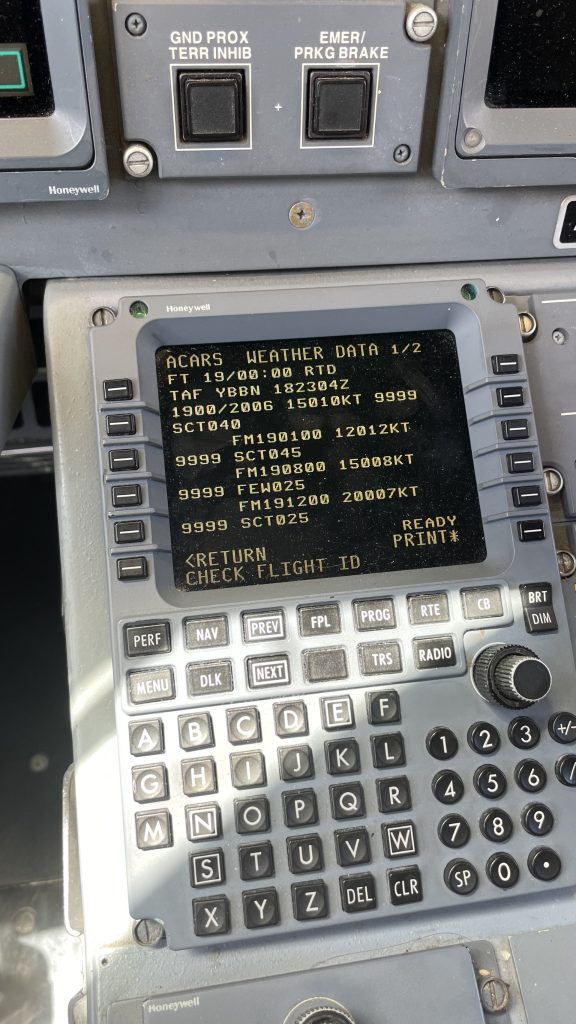 GND PROX
TERR INHIB
EMER/
PRKG BRAKE
Honeywell
Honeywell
ACARS WEATHER DATA 1/2
FT 19/00:00 RTD
TAF YBBN 182304Z
1900/2006 15010KT 9999
SCT040
FM190100 12012KT
9999 SCT045
FM190800 15008KT
9999 FEW025
FM191200 20007KT
9999 SCT025
READY
<RETURN PRINT*
CHECK FLIGHT ID
PERF NAV PREV FPL PROG RTE CB BRT
DIM
MENU DLK NEXT TRS RADIO
A B C D E F
G H I J K L
M N O P Q R
S T U V W
X Y Z DEL CLR
1 2 3 +/-
4 5 6 /
7 8 9
SP 0 •
Honeywell